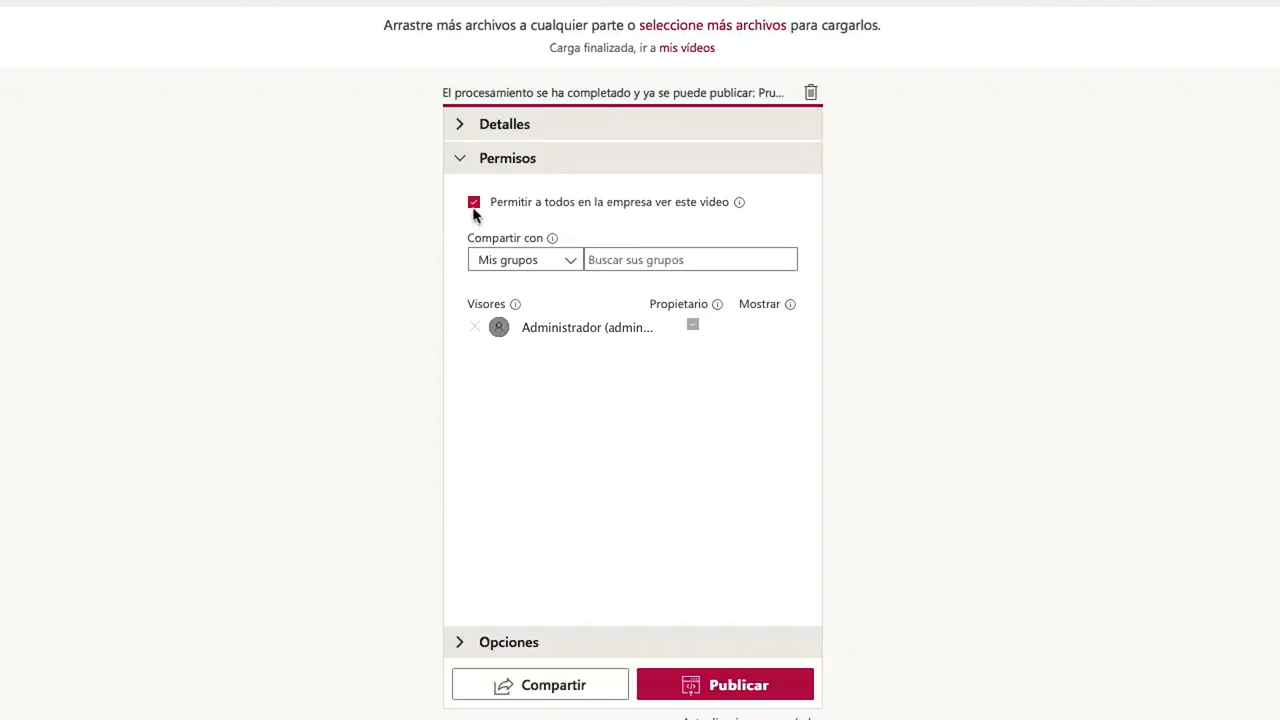 Arrastre más archivos a cualquier parte o seleccione más archivos para cargarlos.
Carga finalizada, ir a mis vídeos
El procesamiento se ha completado y ya se puede publicar: Pru...
Detalles
Permisos
Permitir a todos en la empresa ver este vídeo
Compartir con
Mis grupos Buscar sus grupos
Visores Propietario Mostrar
Administrador (admin...
Opciones
Compartir Publicar